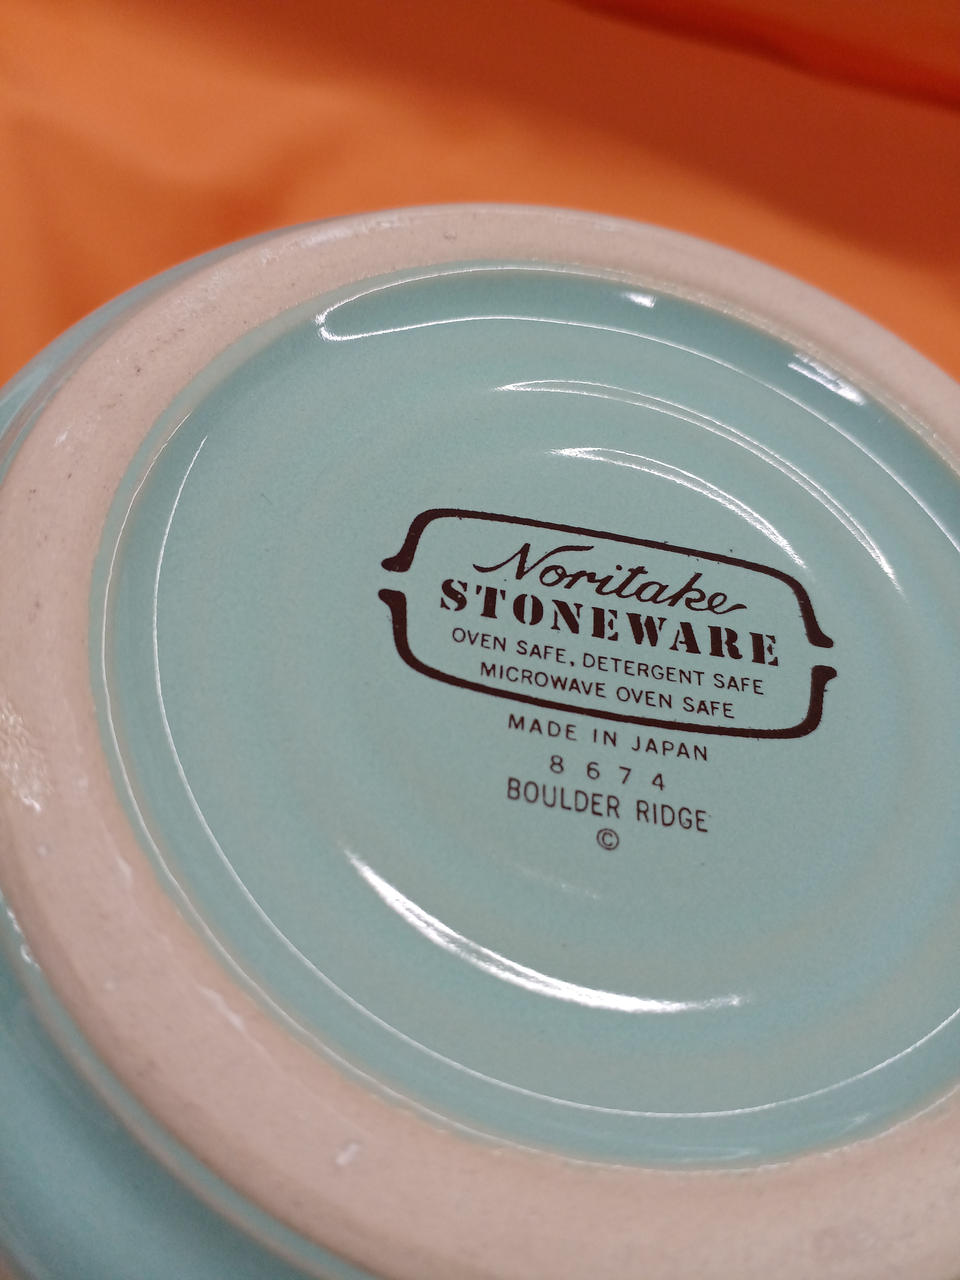 Noritake
STONEWARE
OVEN SAFE, DETERGENT SAFE
MICROWAVE OVEN SAFE
MADE IN JAPAN
8674
BOULDER RIDGE
©